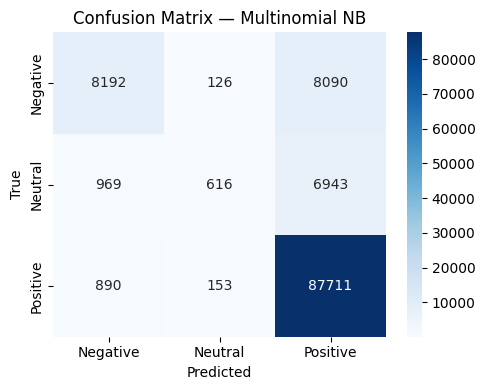 Confusion Matrix — Multinomial NB
True
Negative
8192 126 8090
Neutral
969 616 6943
Positive
890 153 87711
Negative Neutral Positive
Predicted
80000
70000
60000
50000
40000
30000
20000
10000